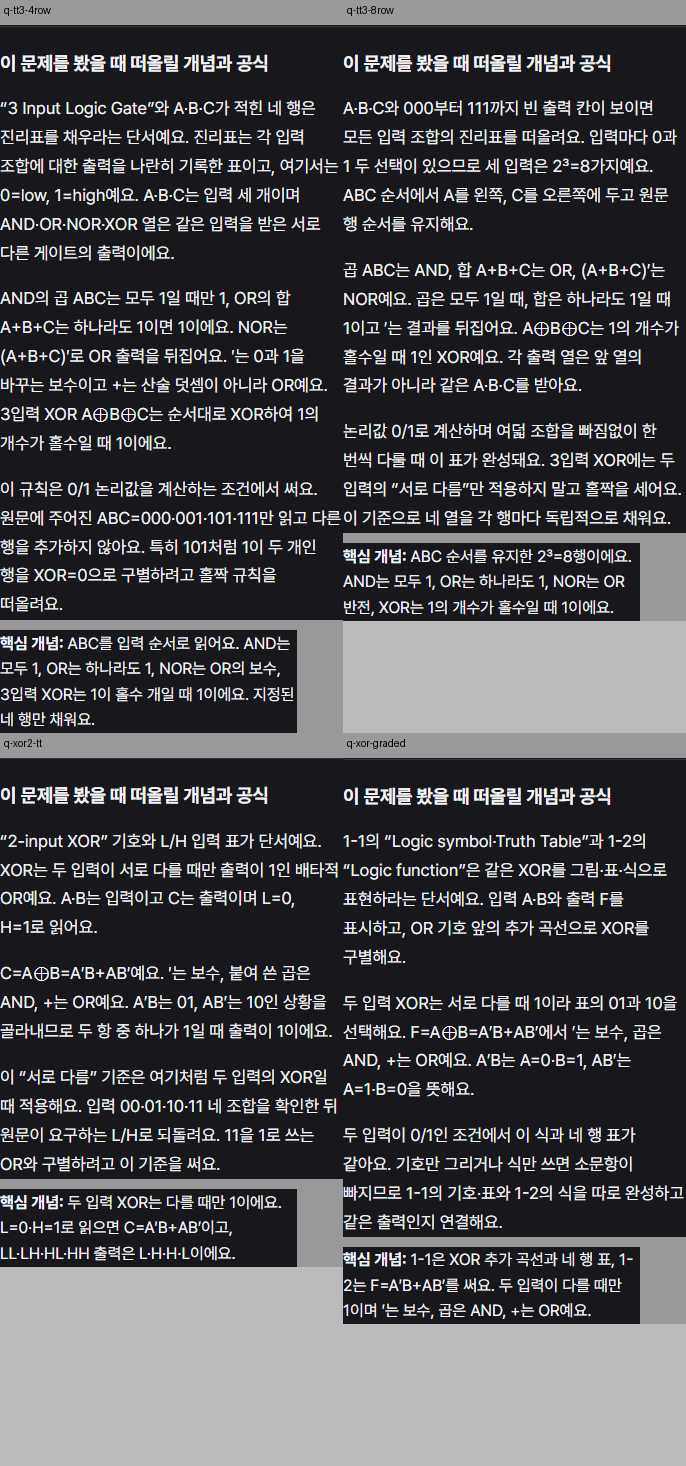 q-tt3-4row
이 문제를 봤을 때 떠올릴 개념과 공식
“3 Input Logic Gate”와 A·B·C가 적힌 네 행은
진리표를 채우라는 단서예요. 진리표는 각 입력
조합에 대한 출력을 나란히 기록한 표이고, 여기서는
0=low, 1=high예요. A·B·C는 입력 세 개이며
AND·OR·NOR·XOR 열은 같은 입력을 받은 서로
다른 게이트의 출력이에요.
AND의 곱 ABC는 모두 1일 때만 1, OR의 합
A+B+C는 하나라도 1이면 1이에요. NOR는
(A+B+C)′로 OR 출력을 뒤집어요. ′는 0과 1을
바꾸는 보수이고 +는 산술 덧셈이 아니라 OR예요.
3입력 XOR A⊕B⊕C는 순서대로 XOR하여 1의
개수가 홀수일 때 1이에요.
이 규칙은 0/1 논리값을 계산하는 조건에서 써요.
원문에 주어진 ABC=000·001·101·111만 읽고 다른
행을 추가하지 않아요. 특히 101처럼 1이 두 개인
행을 XOR=0으로 구별하려고 홀짝 규칙을
떠올려요.
핵심 개념: ABC를 입력 순서로 읽어요. AND는
모두 1, OR는 하나라도 1, NOR는 OR의 보수,
3입력 XOR는 1이 홀수 개일 때 1이에요. 지정된
네 행만 채워요.
q-tt3-8row
이 문제를 봤을 때 떠올릴 개념과 공식
A·B·C와 000부터 111까지 빈 출력 칸이 보이면
모든 입력 조합의 진리표를 떠올려요. 입력마다 0과
1 두 선택이 있으므로 세 입력은 2³=8가지예요.
ABC 순서에서 A를 왼쪽, C를 오른쪽에 두고 원문
행 순서를 유지해요.
곱 ABC는 AND, 합 A+B+C는 OR, (A+B+C)′는
NOR예요. 곱은 모두 1일 때, 합은 하나라도 1일 때
1이고 ′는 결과를 뒤집어요. A⊕B⊕C는 1의 개수가
홀수일 때 1인 XOR예요. 각 출력 열은 앞 열의
결과가 아니라 같은 A·B·C를 받아요.
논리값 0/1로 계산하며 여덟 조합을 빠짐없이 한
번씩 다룰 때 이 표가 완성돼요. 3입력 XOR에는 두
입력의 “서로 다름”만 적용하지 말고 홀짝을 세어요.
이 기준으로 네 열을 각 행마다 독립적으로 채워요.
핵심 개념: ABC 순서를 유지한 2³=8행이에요.
AND는 모두 1, OR는 하나라도 1, NOR는 OR
반전, XOR는 1의 개수가 홀수일 때 1이에요.
q-xor2-tt
이 문제를 봤을 때 떠올릴 개념과 공식
“2-input XOR” 기호와 L/H 입력 표가 단서예요.
XOR는 두 입력이 서로 다를 때만 출력이 1인 배타적
OR예요. A·B는 입력이고 C는 출력이며 L=0,
H=1로 읽어요.
C=A⊕B=A′B+AB′예요. ′는 보수, 붙여 쓴 곱은
AND, +는 OR예요. A′B는 01, AB′는 10인 상황을
골라내므로 두 항 중 하나가 1일 때 출력이 1이에요.
이 “서로 다름” 기준은 여기처럼 두 입력의 XOR일
때 적용해요. 입력 00·01·10·11 네 조합을 확인한 뒤
원문이 요구하는 L/H로 되돌려요. 11을 1로 쓰는
OR와 구별하려고 이 기준을 써요.
핵심 개념: 두 입력 XOR는 다를 때만 1이에요.
L=0·H=1로 읽으면 C=A′B+AB′이고,
LL·LH·HL·HH 출력은 L·H·H·L이에요.
q-xor-graded
이 문제를 봤을 때 떠올릴 개념과 공식
1-1의 “Logic symbol·Truth Table”과 1-2의
“Logic function”은 같은 XOR를 그림·표·식으로
표현하라는 단서예요. 입력 A·B와 출력 F를
표시하고, OR 기호 앞의 추가 곡선으로 XOR를
구별해요.
두 입력 XOR는 서로 다를 때 1이라 표의 01과 10을
선택해요. F=A⊕B=A′B+AB′에서 ′는 보수, 곱은
AND, +는 OR예요. A′B는 A=0·B=1, AB′는
A=1·B=0을 뜻해요.
두 입력이 0/1인 조건에서 이 식과 네 행 표가
같아요. 기호만 그리거나 식만 쓰면 소문항이
빠지므로 1-1의 기호·표와 1-2의 식을 따로 완성하고
같은 출력인지 연결해요.
핵심 개념: 1-1은 XOR 추가 곡선과 네 행 표, 1-
2는 F=A′B+AB′를 써요. 두 입력이 다를 때만
1이며 ′는 보수, 곱은 AND, +는 OR예요.